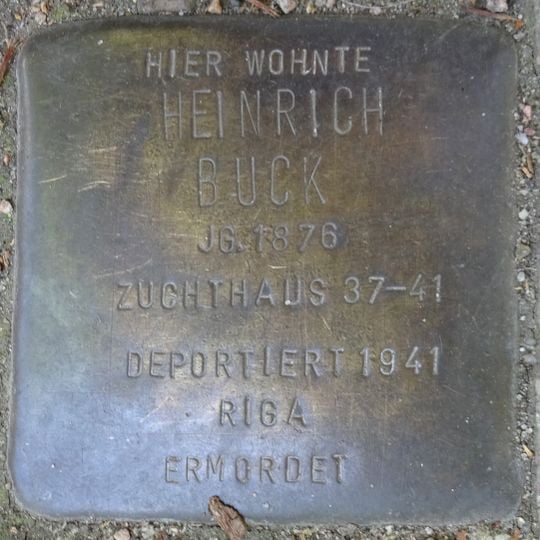 HIER WOHNTE
HEINRICH
BUCK
JG. 1876
ZUCHTHAUS 37–41
DEPORTIERT 1941
RIGA
ERMORDET